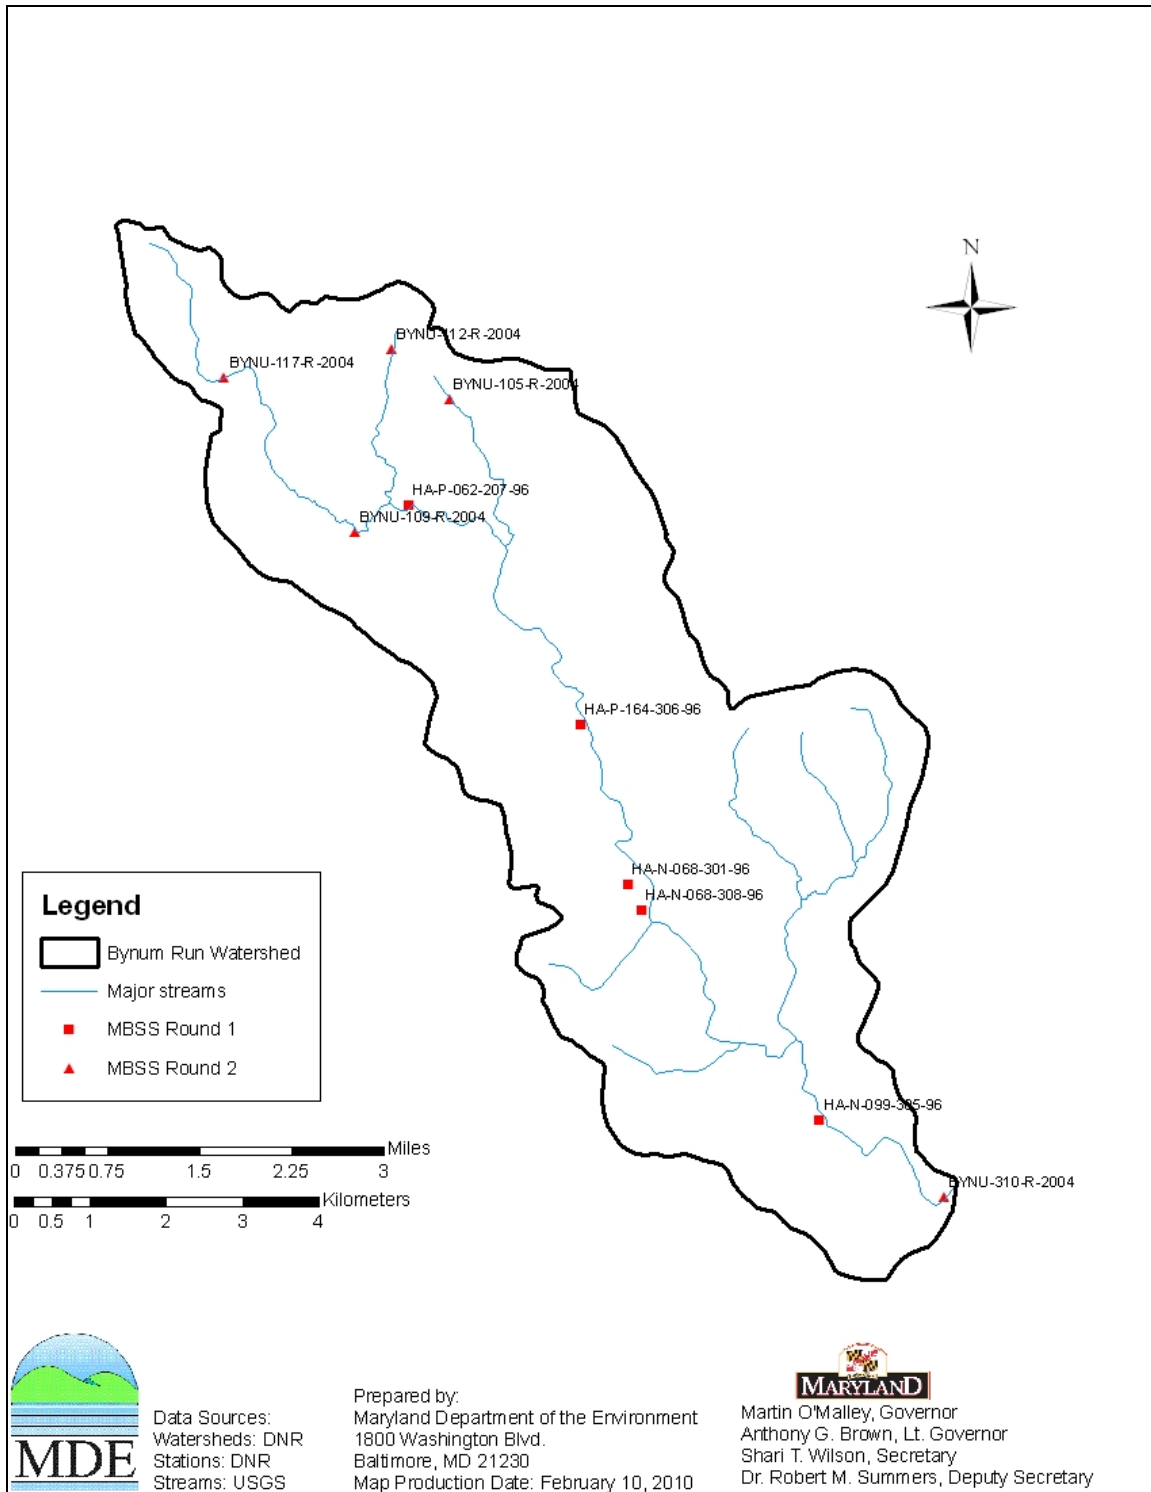 N
BYNU-112-R-2004
BYNU-117-R-2004
BYNU-105-R-2004
HA-P-062-207-96
BYNU-109-R-2004
HA-P-164-306-96
HA-N-068-301-96
HA-N-068-308-96
Legend
Bynum Run Watershed
Major streams
MBSS Round 1
MBSS Round 2
HA-N-099-305-96
Miles
0 0.375 0.75 1.5 2.25 3
BYNU-310-R-2004
Kilometers
0 0.5 1 2 3 4
MDE
Data Sources:
Watersheds: DNR
Stations: DNR
Streams: USGS
Prepared by:
Maryland Department of the Environment
1800 Washington Blvd.
Baltimore, MD 21230
Map Production Date: February 10, 2010
MARYLAND
Martin O'Malley, Governor
Anthony G. Brown, Lt. Governor
Shari T. Wilson, Secretary
Dr. Robert M. Summers, Deputy Secretary